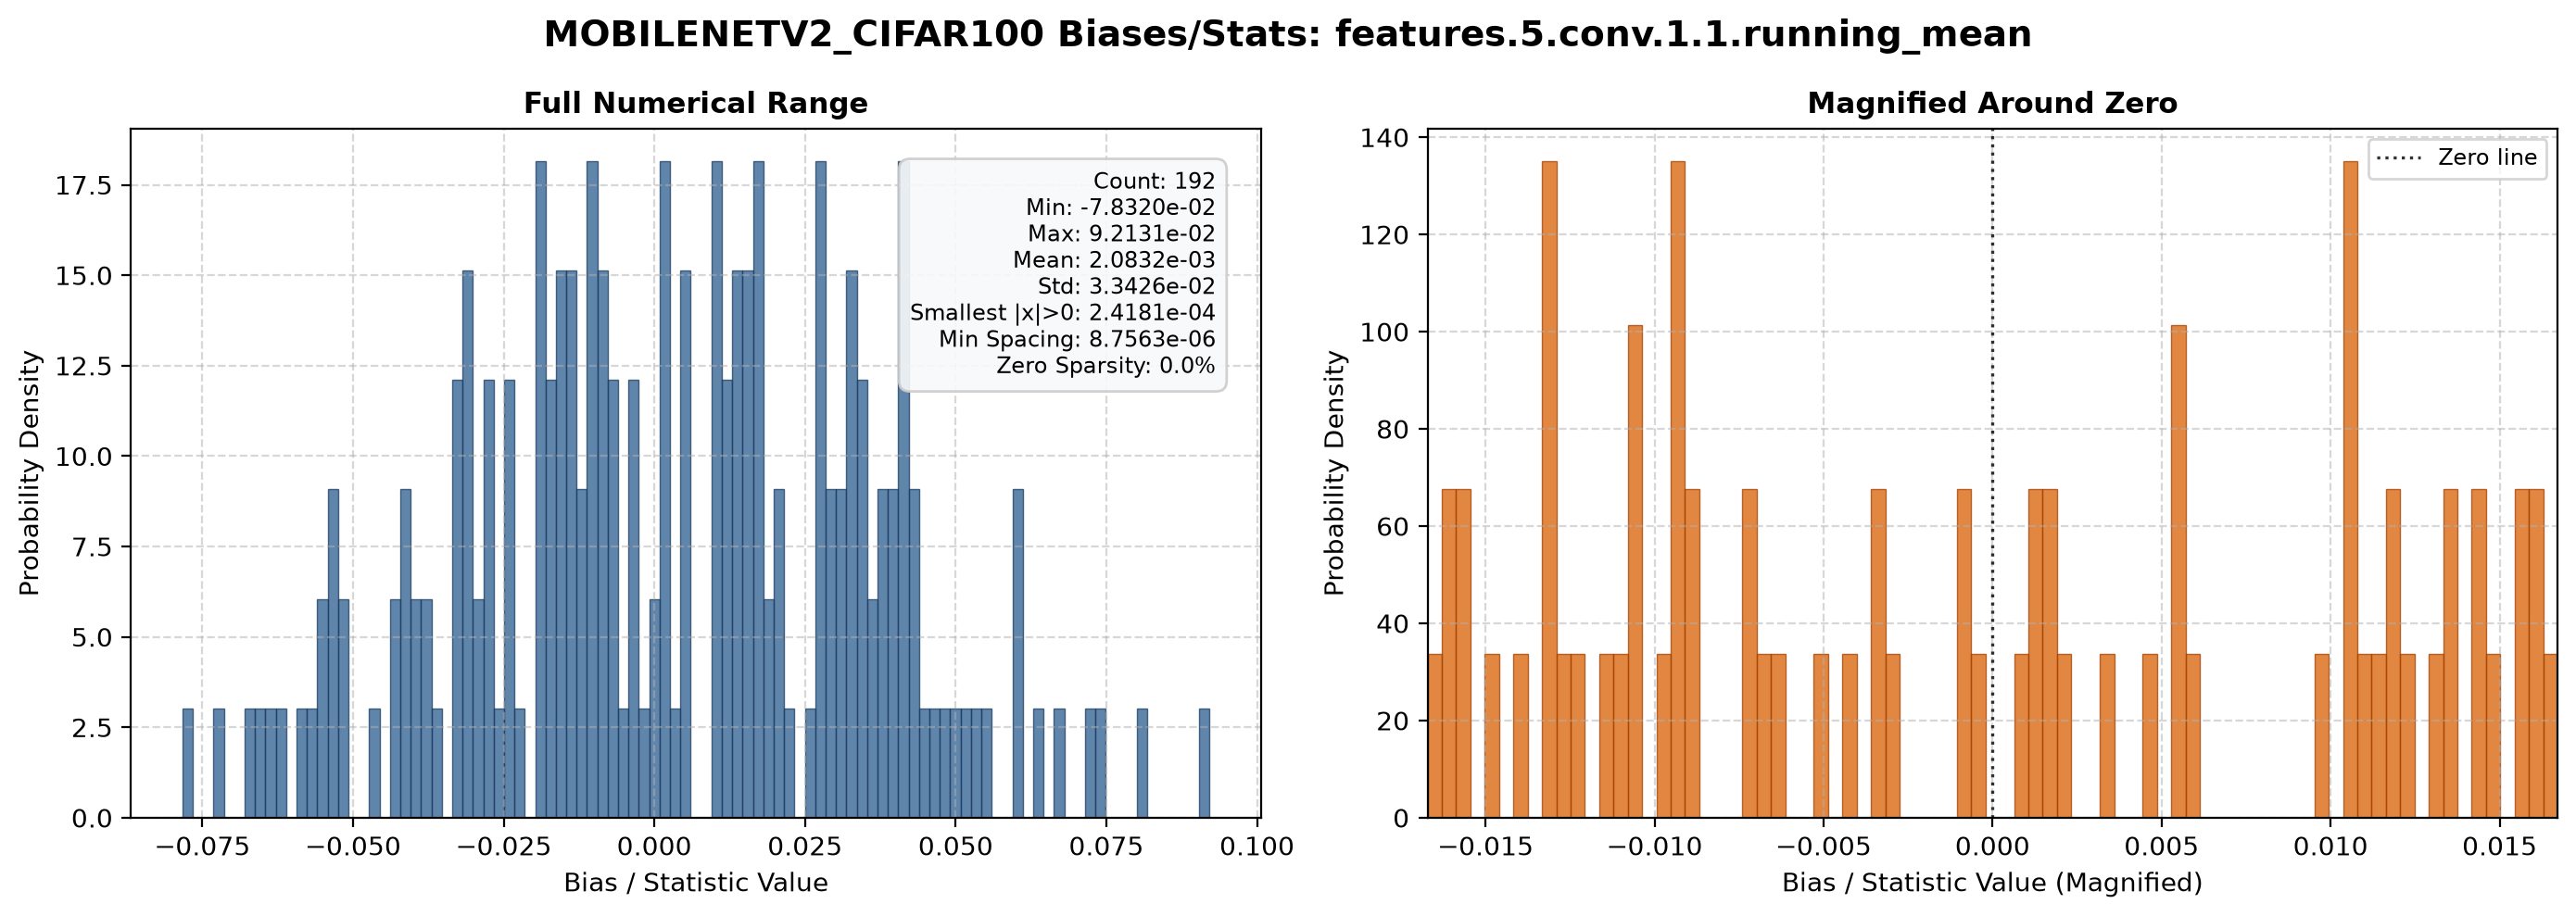 MOBILENETV2_CIFAR100 Biases/Stats: features.5.conv.1.1.running_mean
Full Numerical Range
Probability Density
17.5
15.0
12.5
10.0
7.5
5.0
2.5
0.0
Count: 192
Min: -7.8320e-02
Max: 9.2131e-02
Mean: 2.0832e-03
Std: 3.3426e-02
Smallest |x|>0: 2.4181e-04
Min Spacing: 8.7563e-06
Zero Sparsity: 0.0%
−0.075 −0.050 −0.025 0.000 0.025 0.050 0.075 0.100
Bias / Statistic Value
Magnified Around Zero
Probability Density
140
120
100
80
60
40
20
0
Zero line
−0.015 −0.010 −0.005 0.000 0.005 0.010 0.015
Bias / Statistic Value (Magnified)